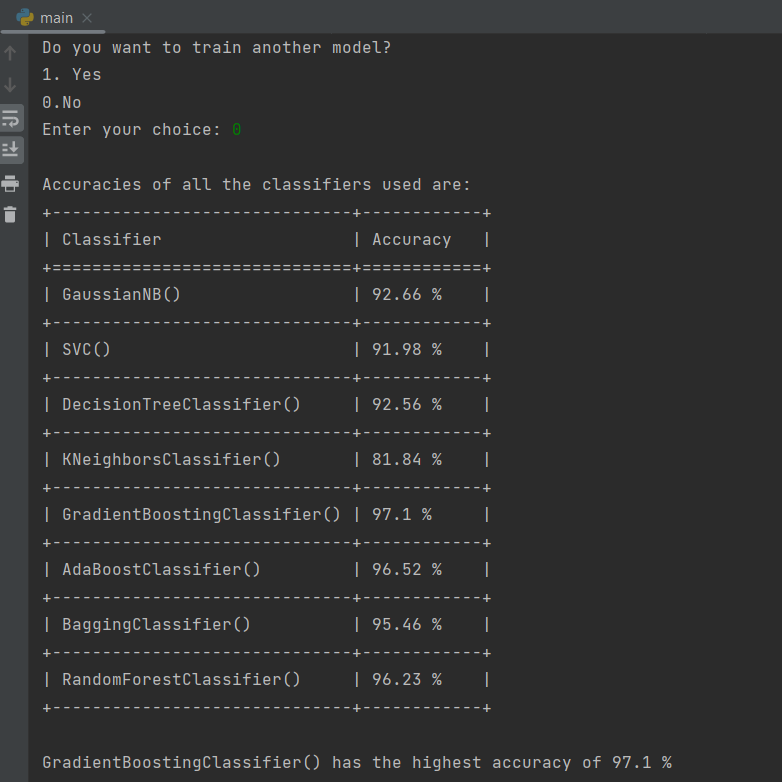 main
Do you want to train another model?
1. Yes
0.No
Enter your choice: 0
Accuracies of all the classifiers used are:
+------------------------------+------------+
| Classifier                   | Accuracy   |
+==============================+============+
| GaussianNB()                 | 92.66 %    |
+------------------------------+------------+
| SVC()                        | 91.98 %    |
+------------------------------+------------+
| DecisionTreeClassifier()     | 92.56 %    |
+------------------------------+------------+
| KNeighborsClassifier()       | 81.84 %    |
+------------------------------+------------+
| GradientBoostingClassifier() | 97.1 %     |
+------------------------------+------------+
| AdaBoostClassifier()         | 96.52 %    |
+------------------------------+------------+
| BaggingClassifier()          | 95.46 %    |
+------------------------------+------------+
| RandomForestClassifier()     | 96.23 %    |
+------------------------------+------------+
GradientBoostingClassifier() has the highest accuracy of 97.1 %